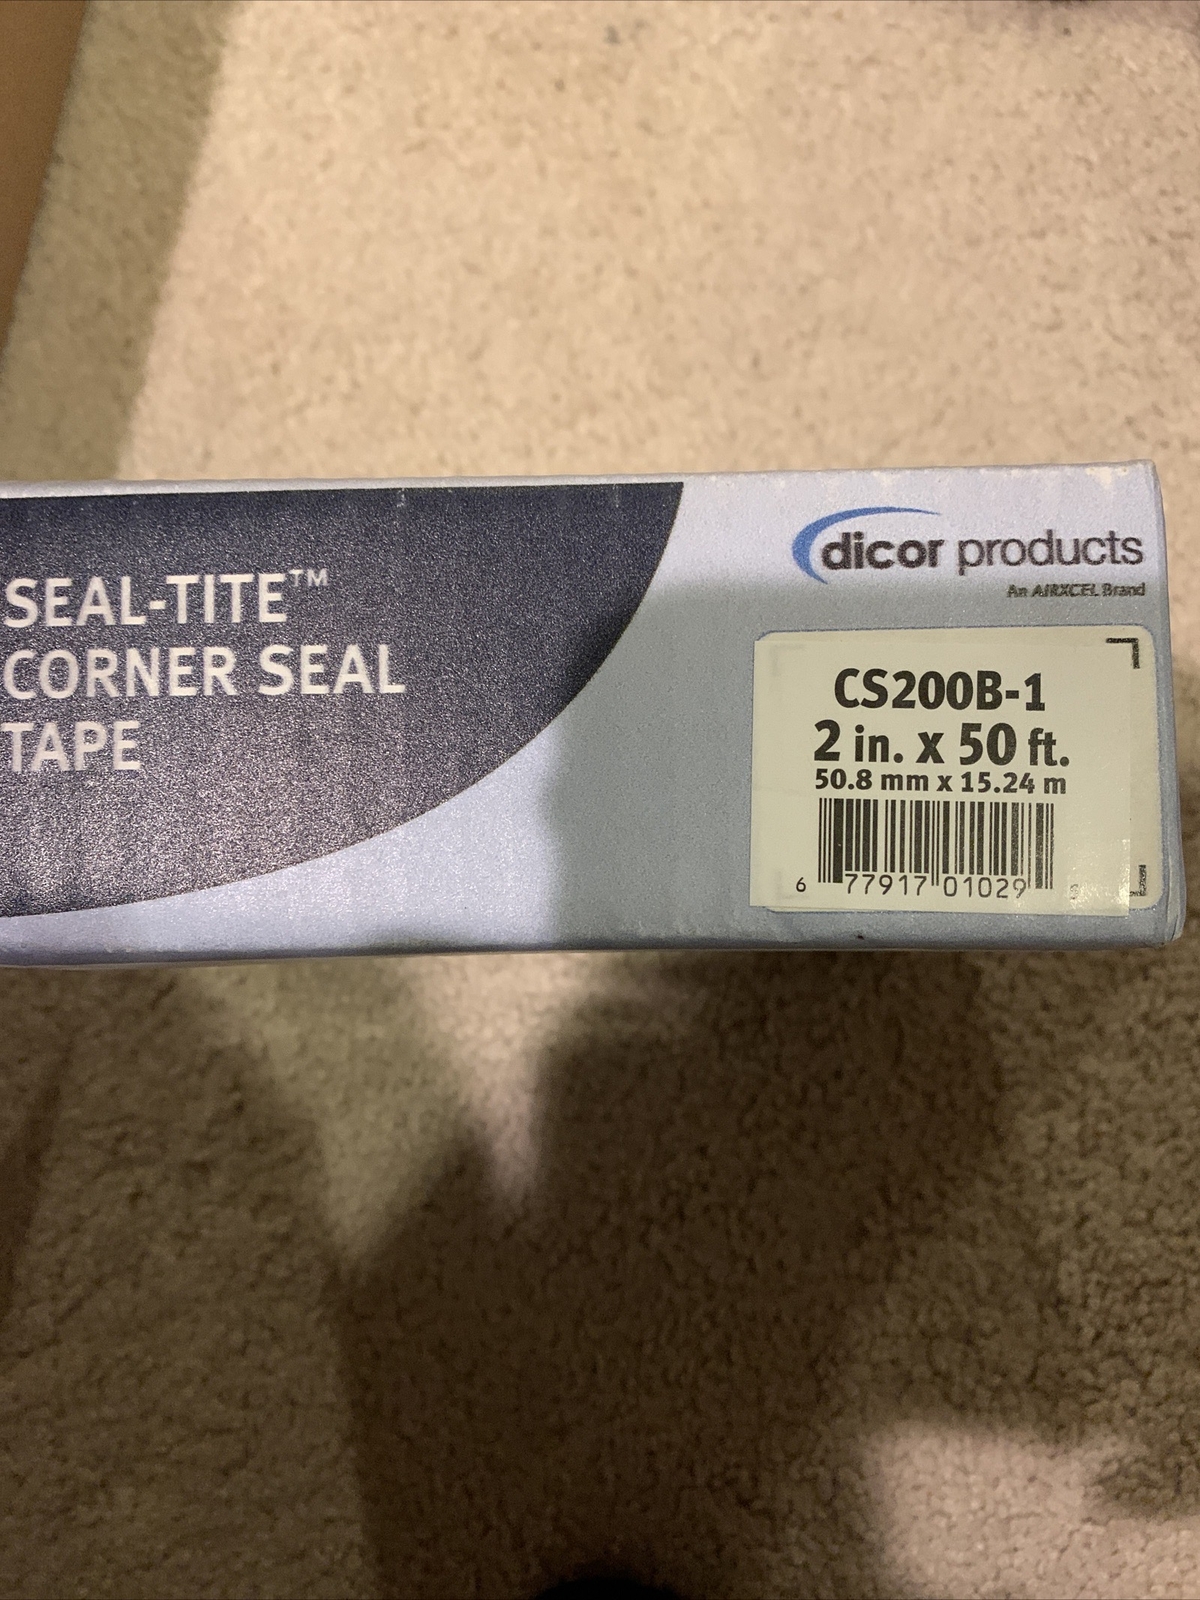 SEAL-TITE™
CORNER SEAL
TAPE
dicor products
An AIRXCEL Brand
CS200B-1
2 in. x 50 ft.
50.8 mm x 15.24 m
6 77917 01029